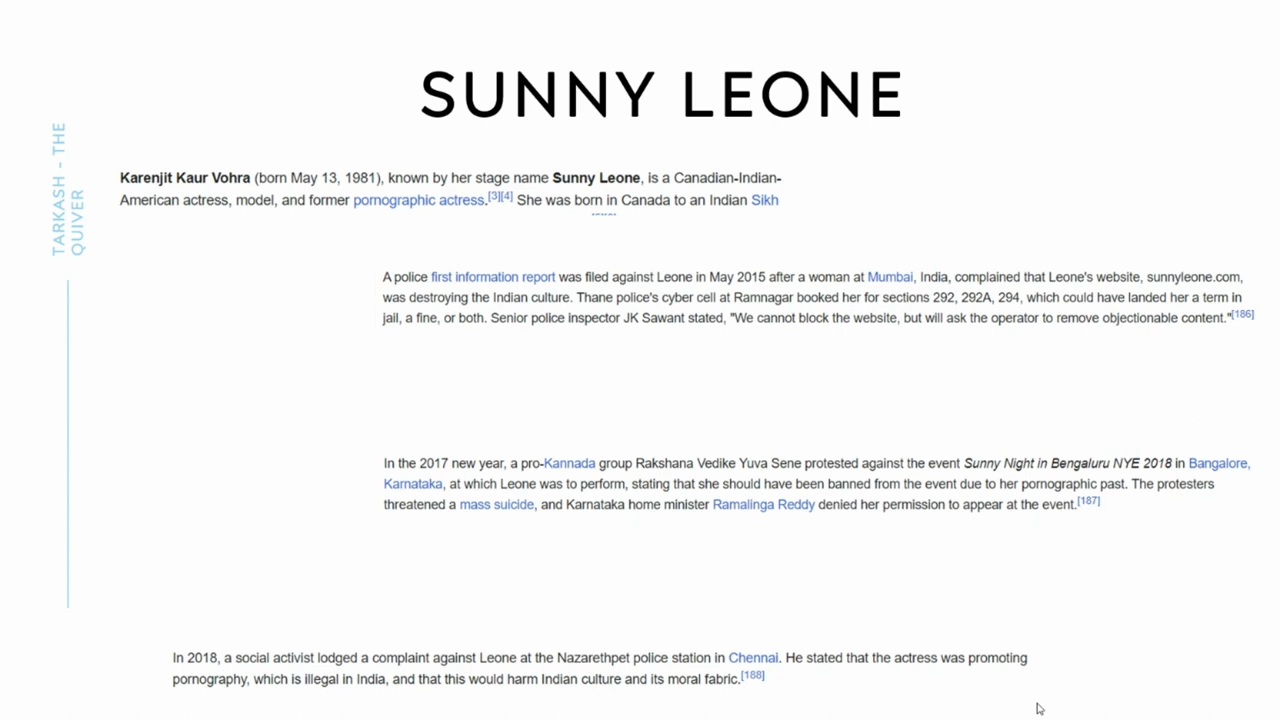 SUNNY LEONE
TARKASH - THE
QUIVER
Karenjit Kaur Vohra (born May 13, 1981), known by her stage name Sunny Leone, is a Canadian-Indian-
American actress, model, and former pornographic actress.[3][4] She was born in Canada to an Indian Sikh
A police first information report was filed against Leone in May 2015 after a woman at Mumbai, India, complained that Leone's website, sunnyleone.com,
was destroying the Indian culture. Thane police's cyber cell at Ramnagar booked her for sections 292, 292A, 294, which could have landed her a term in
jail, a fine, or both. Senior police inspector JK Sawant stated, "We cannot block the website, but will ask the operator to remove objectionable content."[186]
In the 2017 new year, a pro-Kannada group Rakshana Vedike Yuva Sene protested against the event Sunny Night in Bengaluru NYE 2018 in Bangalore,
Karnataka, at which Leone was to perform, stating that she should have been banned from the event due to her pornographic past. The protesters
threatened a mass suicide, and Karnataka home minister Ramalinga Reddy denied her permission to appear at the event.[187]
In 2018, a social activist lodged a complaint against Leone at the Nazarethpet police station in Chennai. He stated that the actress was promoting
pornography, which is illegal in India, and that this would harm Indian culture and its moral fabric.[188]